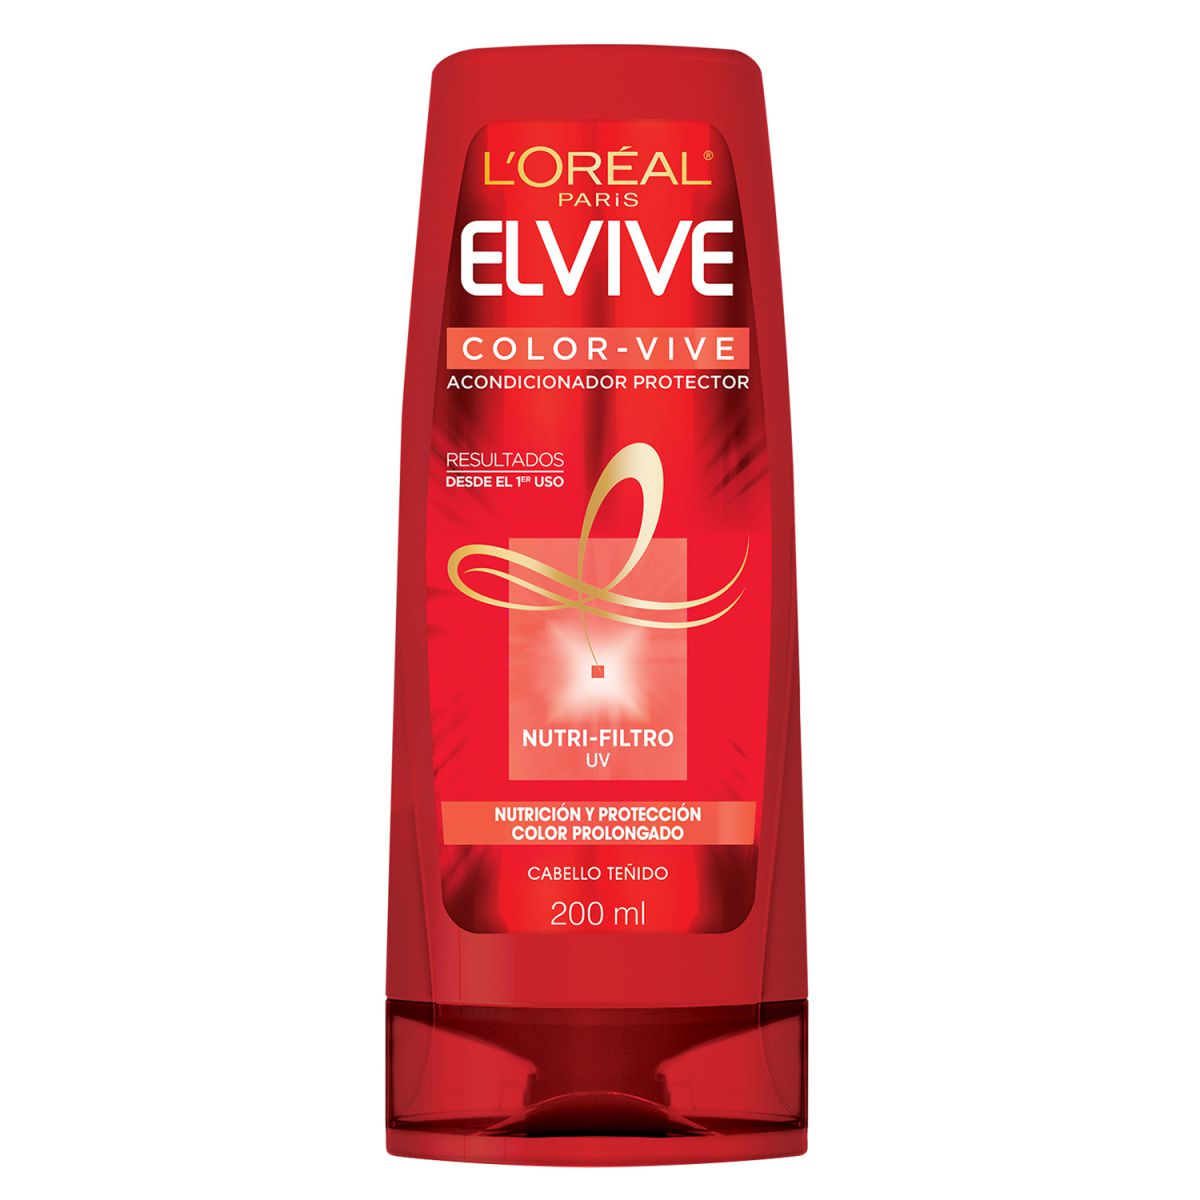 L'ORÉAL®
PARiS
ELVIVE
COLOR-VIVE
ACONDICIONADOR PROTECTOR
RESULTADOS
DESDE EL 1ER USO
NUTRI-FILTRO
UV
NUTRICIÓN Y PROTECCIÓN
COLOR PROLONGADO
CABELLO TEÑIDO
200 ml